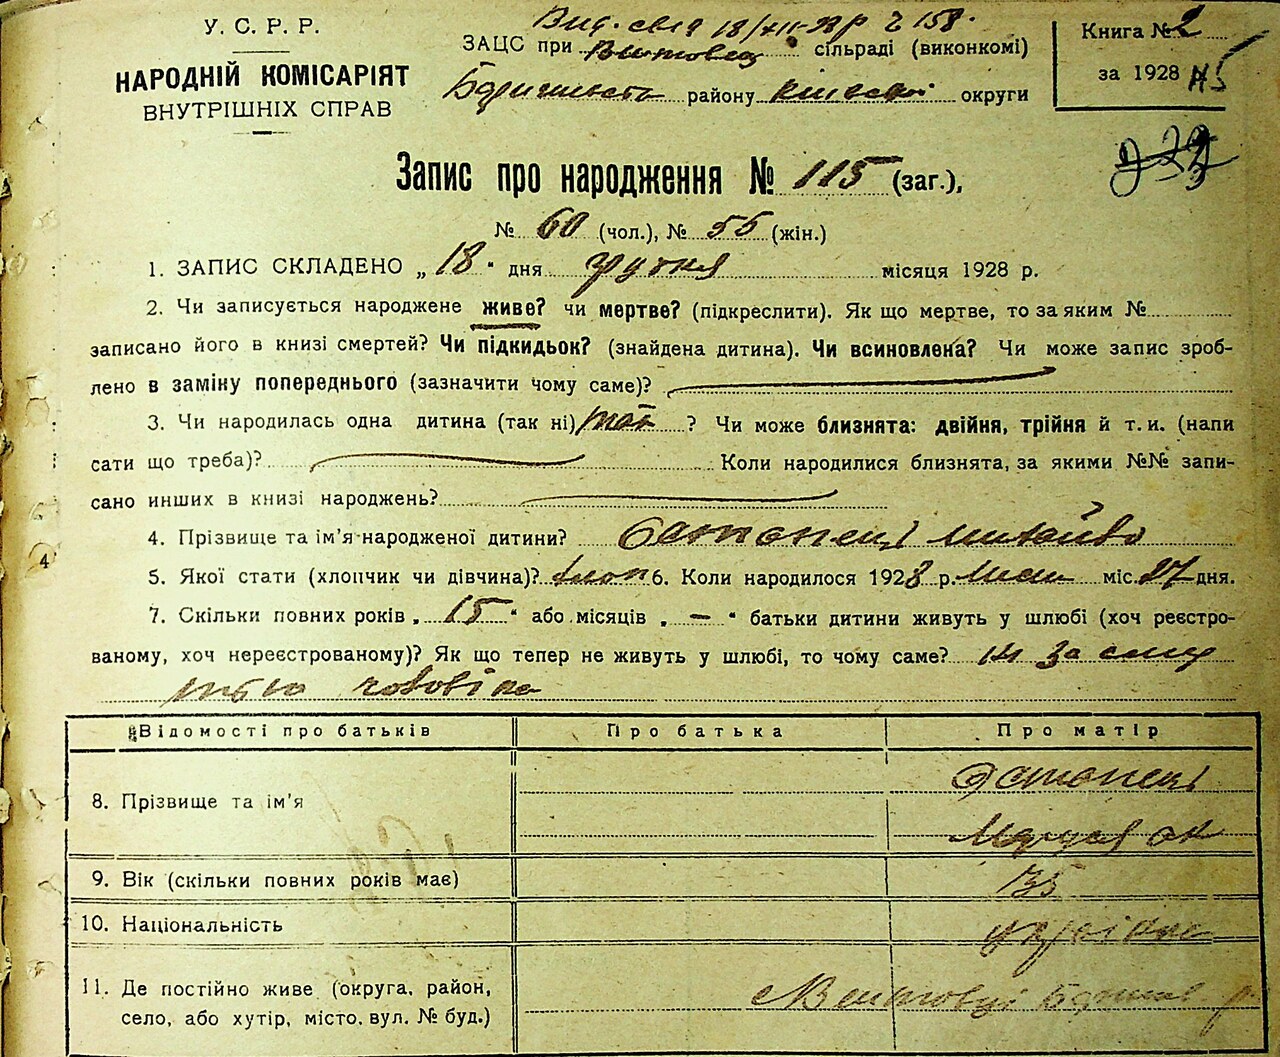 У. С. Р. Р.
НАРОДНІЙ КОМІСАРІЯТ
ВНУТРІШНІХ СПРАВ
ЗАЦС при сільраді (виконкомі)
району округи
Книга № 2
за 1928
Запис про народження № 115 (заг.),
№ 60 (чол.), № 55 (жін.)
1. ЗАПИС СКЛАДЕНО „ 18 " дня грудня місяця 1928 р.
2. Чи записується народжене живе? чи мертве? (підкреслити). Як що мертве, то за яким №
записано його в книзі смертей? Чи підкидьок? (знайдена дитина). Чи всиновлена? Чи може запис зроб-
лено в заміну попереднього (зазначити чому саме)?
3. Чи народилась одна дитина (так ні) так ? Чи може близнята: двійня, трійня й т. и. (напи
сати що треба)? Коли народилися близнята, за якими №№ запи-
сано инших в книзі народжень?
4. Прізвище та ім'я народженої дитини?
5. Якої стати (хлопчик чи дівчина)? хлоп 6. Коли народилося 1928 р. міс. дня.
7. Скільки повних років „ 15 " або місяців „ — " батьки дитини живуть у шлюбі (хоч реєстро-
ваному, хоч нереєстрованому)? Як що тепер не живуть у шлюбі, то чому саме?
чоловіка
Відомості про батьків Про батька Про матір
8. Прізвище та ім'я
9. Вік (скільки повних років має) 35
10. Національність
11. Де постійно живе (округа, район,
село, або хутір, місто, вул. № буд.)